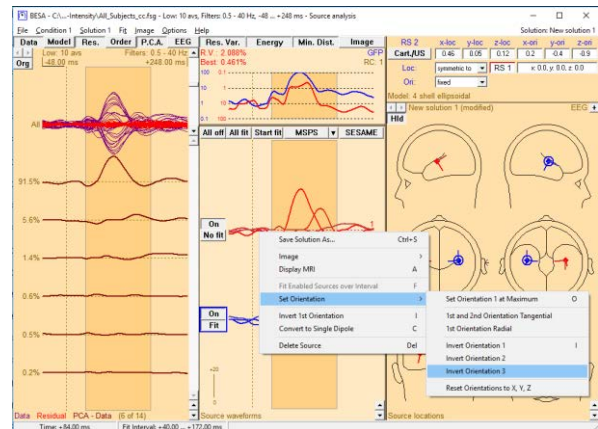 BESA - C:\...-Intensity\All_Subjects_cc.fsg - Low: 10 avs, Filters: 0.5 - 40 Hz, -48 ... +248 ms - Source analysis
File Condition 1 Solution 1 Fit Image Options Help
Solution: New solution 1
Data Model Res. Order P.C.A. EEG
Res. Var. Energy Min. Dist. Image
RS 2 x-loc y-loc z-loc x-ori y-ori z-ori
Cart./US 0.46 0.05 0.12 0.2 -0.4 -0.9
Low: 10 avs Filters: 0.5 - 40 Hz
Org -48.00 ms +248.00 ms
R.V.: 2.086% GFP
Best: 0.461% RC: 1
Loc: symmetric to RS 1 x: 0.0, y: 0.0, z: 0.0
Ori: fixed
Model: 4 shell ellipsoidal
New solution 1 (modified) EEG +
Hld
100 0.1
0.1 100
All off All fit Start fit MSPS SESAME
All
91.5%
5.6%
1.4%
0.6%
0.5%
0.2%
On
No fit
1
On
Fit
Save Solution As... Ctrl+S
Image
Display MRI A
Fit Enabled Sources over Interval F
Set Orientation
Invert 1st Orientation I
Convert to Single Dipole C
Delete Source Del
Set Orientation 1 at Maximum O
1st and 2nd Orientation Tangential
1st Orientation Radial
Invert Orientation 1 I
Invert Orientation 2
Invert Orientation 3
Reset Orientations to X, Y, Z
+20
0
Data Residual PCA - Data (6 of 14)
Source waveforms
Source locations
Time: +84.00 ms Fit Interval: +40.00 ... +172.00 ms